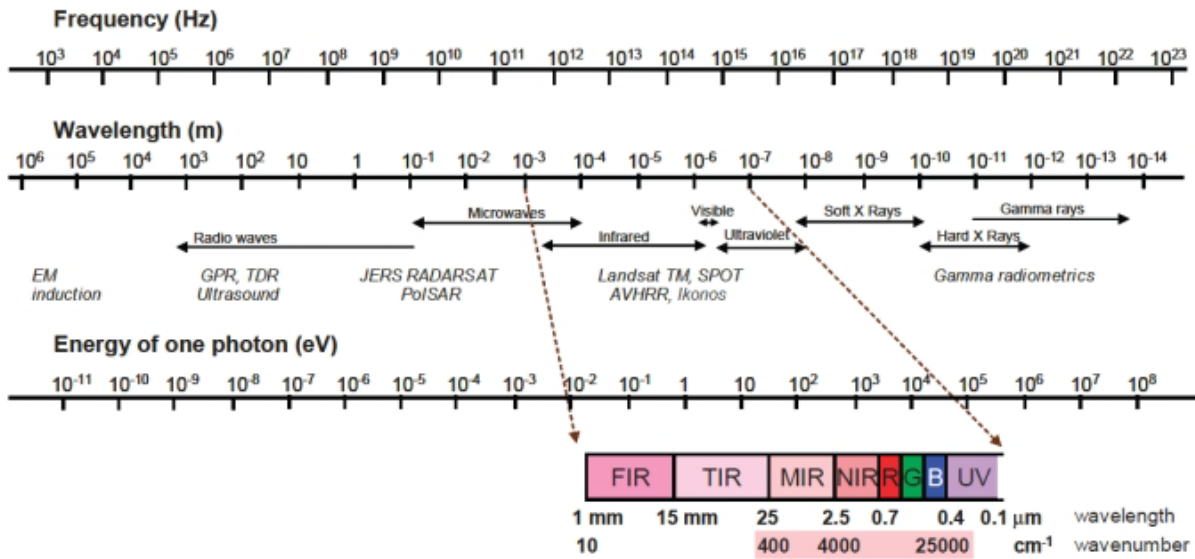 Frequency (Hz)
10³ 10⁴ 10⁵ 10⁶ 10⁷ 10⁸ 10⁹ 10¹⁰ 10¹¹ 10¹² 10¹³ 10¹⁴ 10¹⁵ 10¹⁶ 10¹⁷ 10¹⁸ 10¹⁹ 10²⁰ 10²¹ 10²² 10²³
Wavelength (m)
10⁶ 10⁵ 10⁴ 10³ 10² 10 1 10⁻¹ 10⁻² 10⁻³ 10⁻⁴ 10⁻⁵ 10⁻⁶ 10⁻⁷ 10⁻⁸ 10⁻⁹ 10⁻¹⁰ 10⁻¹¹ 10⁻¹² 10⁻¹³ 10⁻¹⁴
Microwaves Visible Soft X Rays Gamma rays
Radio waves Infrared Ultraviolet Hard X Rays
EM GPR, TDR JERS RADARSAT Landsat TM, SPOT Gamma radiometrics
induction Ultrasound PolSAR AVHRR, Ikonos
Energy of one photon (eV)
10⁻¹¹ 10⁻¹⁰ 10⁻⁹ 10⁻⁸ 10⁻⁷ 10⁻⁶ 10⁻⁵ 10⁻⁴ 10⁻³ 10⁻² 10⁻¹ 1 10 10² 10³ 10⁴ 10⁵ 10⁶ 10⁷ 10⁸
FIR TIR MIR NIR R G B UV
1 mm 15 mm 25 2.5 0.7 0.4 0.1 μm wavelength
10 400 4000 25000 cm⁻¹ wavenumber